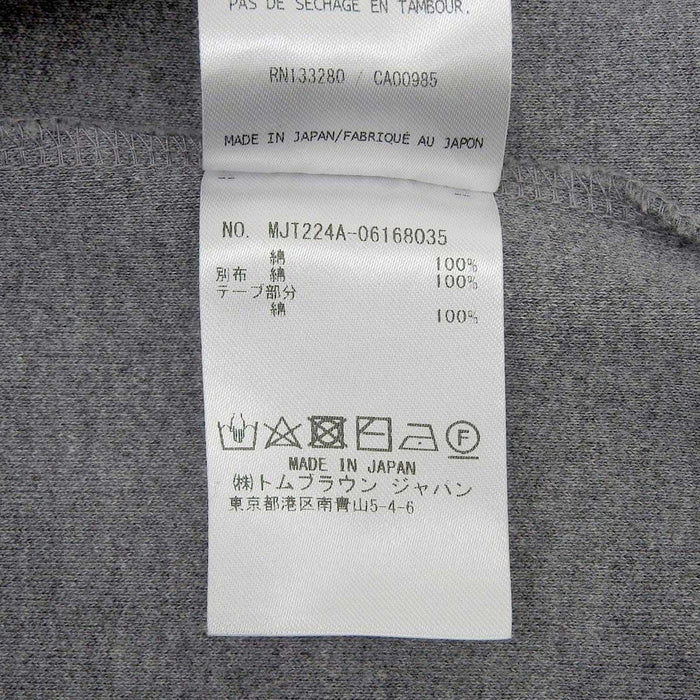 PAS DE SÉCHAGE EN TAMBOUR.
RN133280 / CA00985
MADE IN JAPAN/FABRIQUÉ AU JAPON
NO. MJT224A-06168035
綿 100%
別布 綿 100%
テープ部分
綿 100%
F
MADE IN JAPAN
㈱トムブラウン ジャパン
東京都港区南青山5-4-6